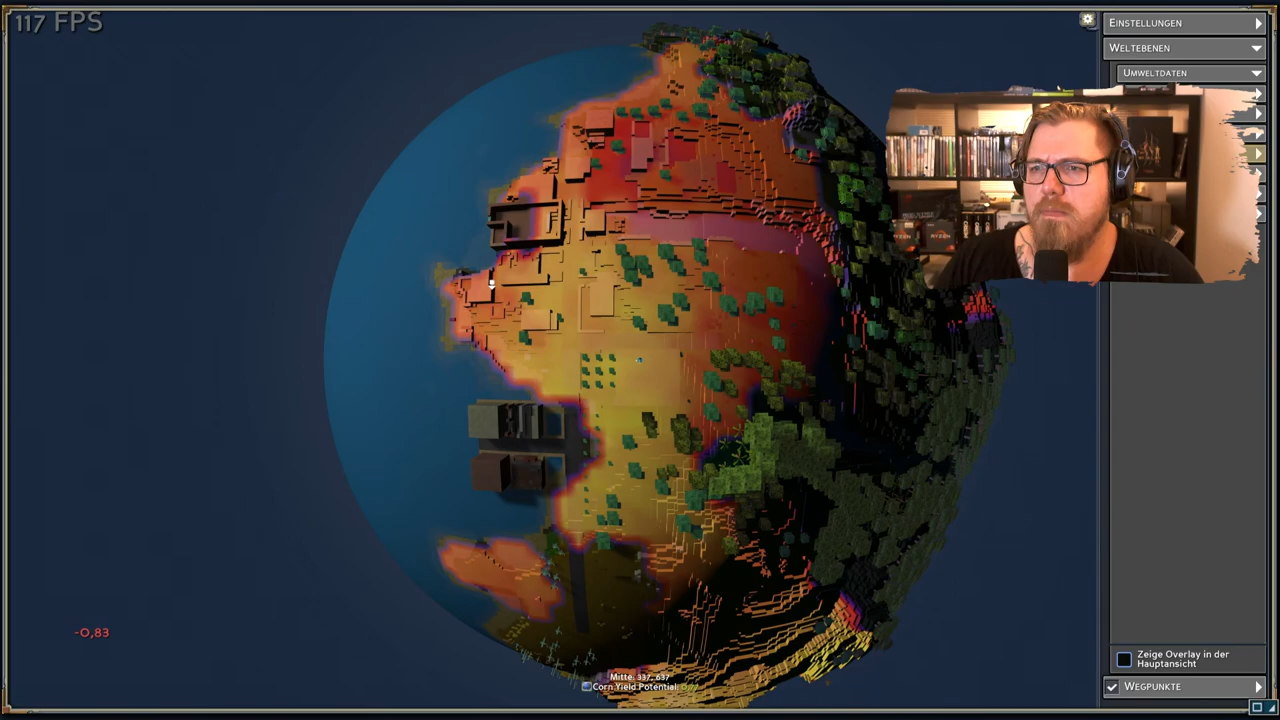 117 FPS
EINSTELLUNGEN
WELTEBENEN
UMWELTDATEN
RYZEN
-0,83
Mitte: 337, 637
Corn Yield Potential:
Zeige Overlay in der
Hauptansicht
WEGPUNKTE